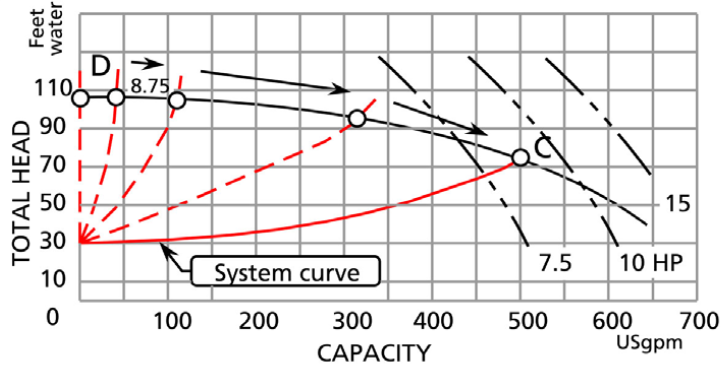 Feet
water
TOTAL HEAD
110
90
70
50
30
10
0
D
8.75
C
15
7.5
10 HP
System curve
100
200
300
400
500
600
700
USgpm
CAPACITY